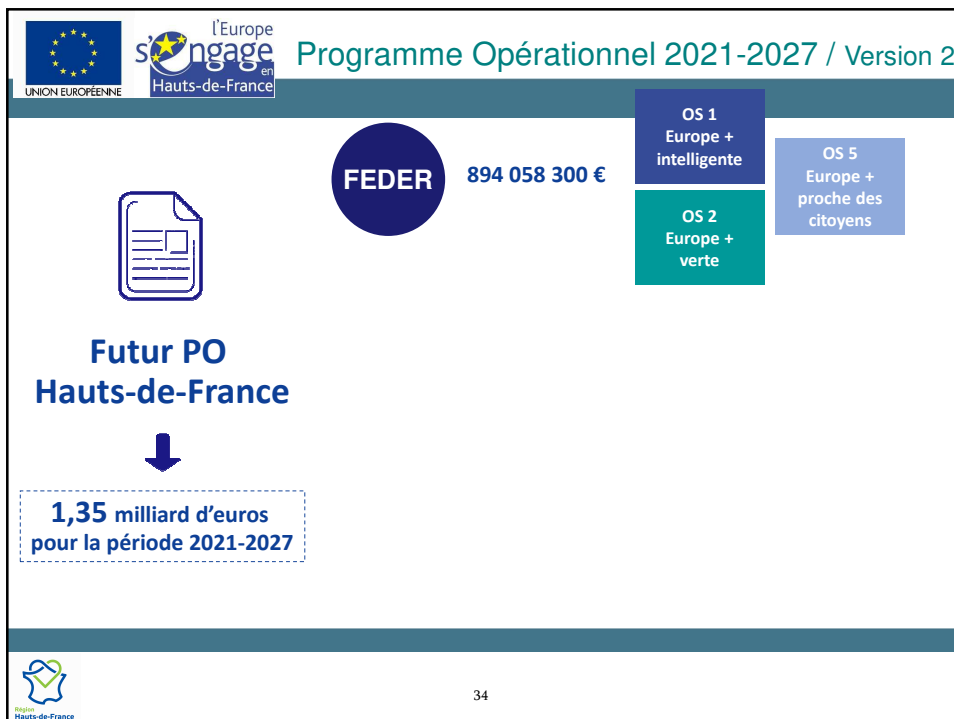 UNION EUROPÉENNE
l'Europe
s'engage
en
Hauts-de-France
Programme Opérationnel 2021-2027 / Version 2
FEDER
894 058 300 €
OS 1
Europe +
intelligente
OS 2
Europe +
verte
OS 5
Europe +
proche des
citoyens
Futur PO
Hauts-de-France
1,35 milliard d'euros
pour la période 2021-2027
Région
Hauts-de-France
34